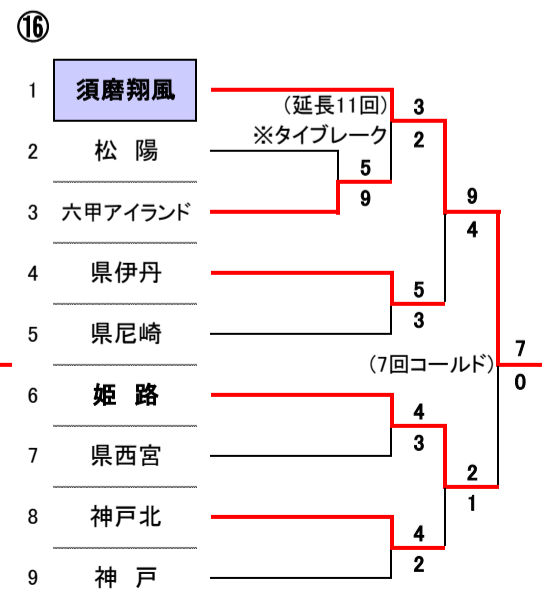 ⑯
1 須磨翔風
(延長11回) 3
※タイブレーク 2
2 松 陽
5
9
3 六甲アイランド
9
4
4 県伊丹
5
3
5 県尼崎
(7回コールド) 7
0
6 姫 路
4
3
7 県西宮
2
1
8 神戸北
4
2
9 神 戸